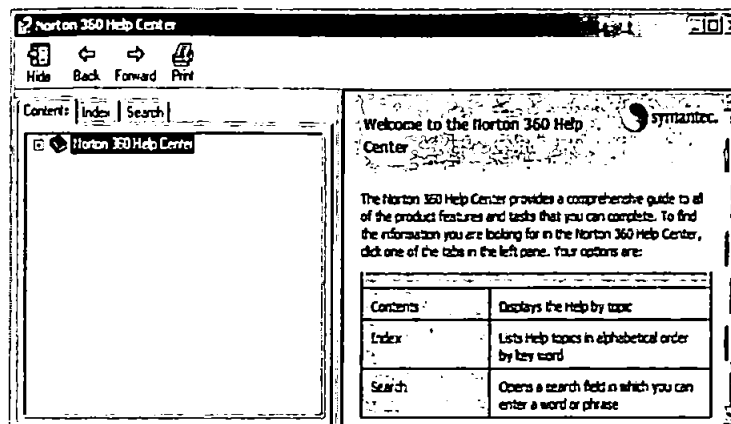 Norton 360 Help Center
Hide Back Forward Print
Contents Index Search
Norton 360 Help Center
symantec.
Welcome to the Norton 360 Help
Center
The Norton 360 Help Center provides a comprehensive guide to all
of the product features and tasks that you can complete. To find
the information you are looking for in the Norton 360 Help Center,
click one of the tabs in the left pane. Your options are:
Contents Displays the Help by topic
Index Lists Help topics in alphabetical order
by key word
Search Opens a search field in which you can
enter a word or phrase